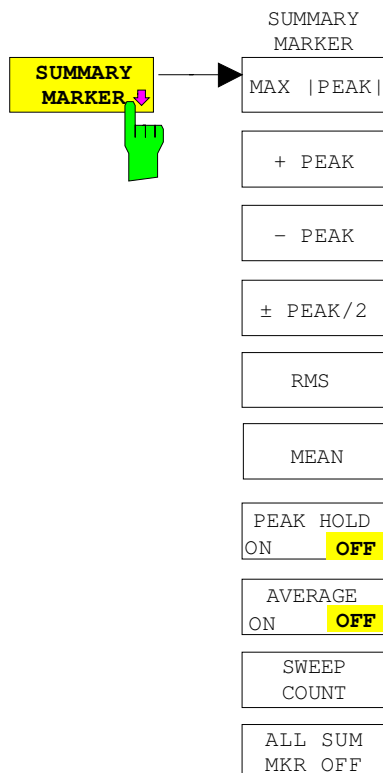 SUMMARY
MARKER
SUMMARY
MARKER
MAX |PEAK|
+ PEAK
− PEAK
± PEAK/2
RMS
MEAN
PEAK HOLD
ON OFF
AVERAGE
ON OFF
SWEEP
COUNT
ALL SUM
MKR OFF